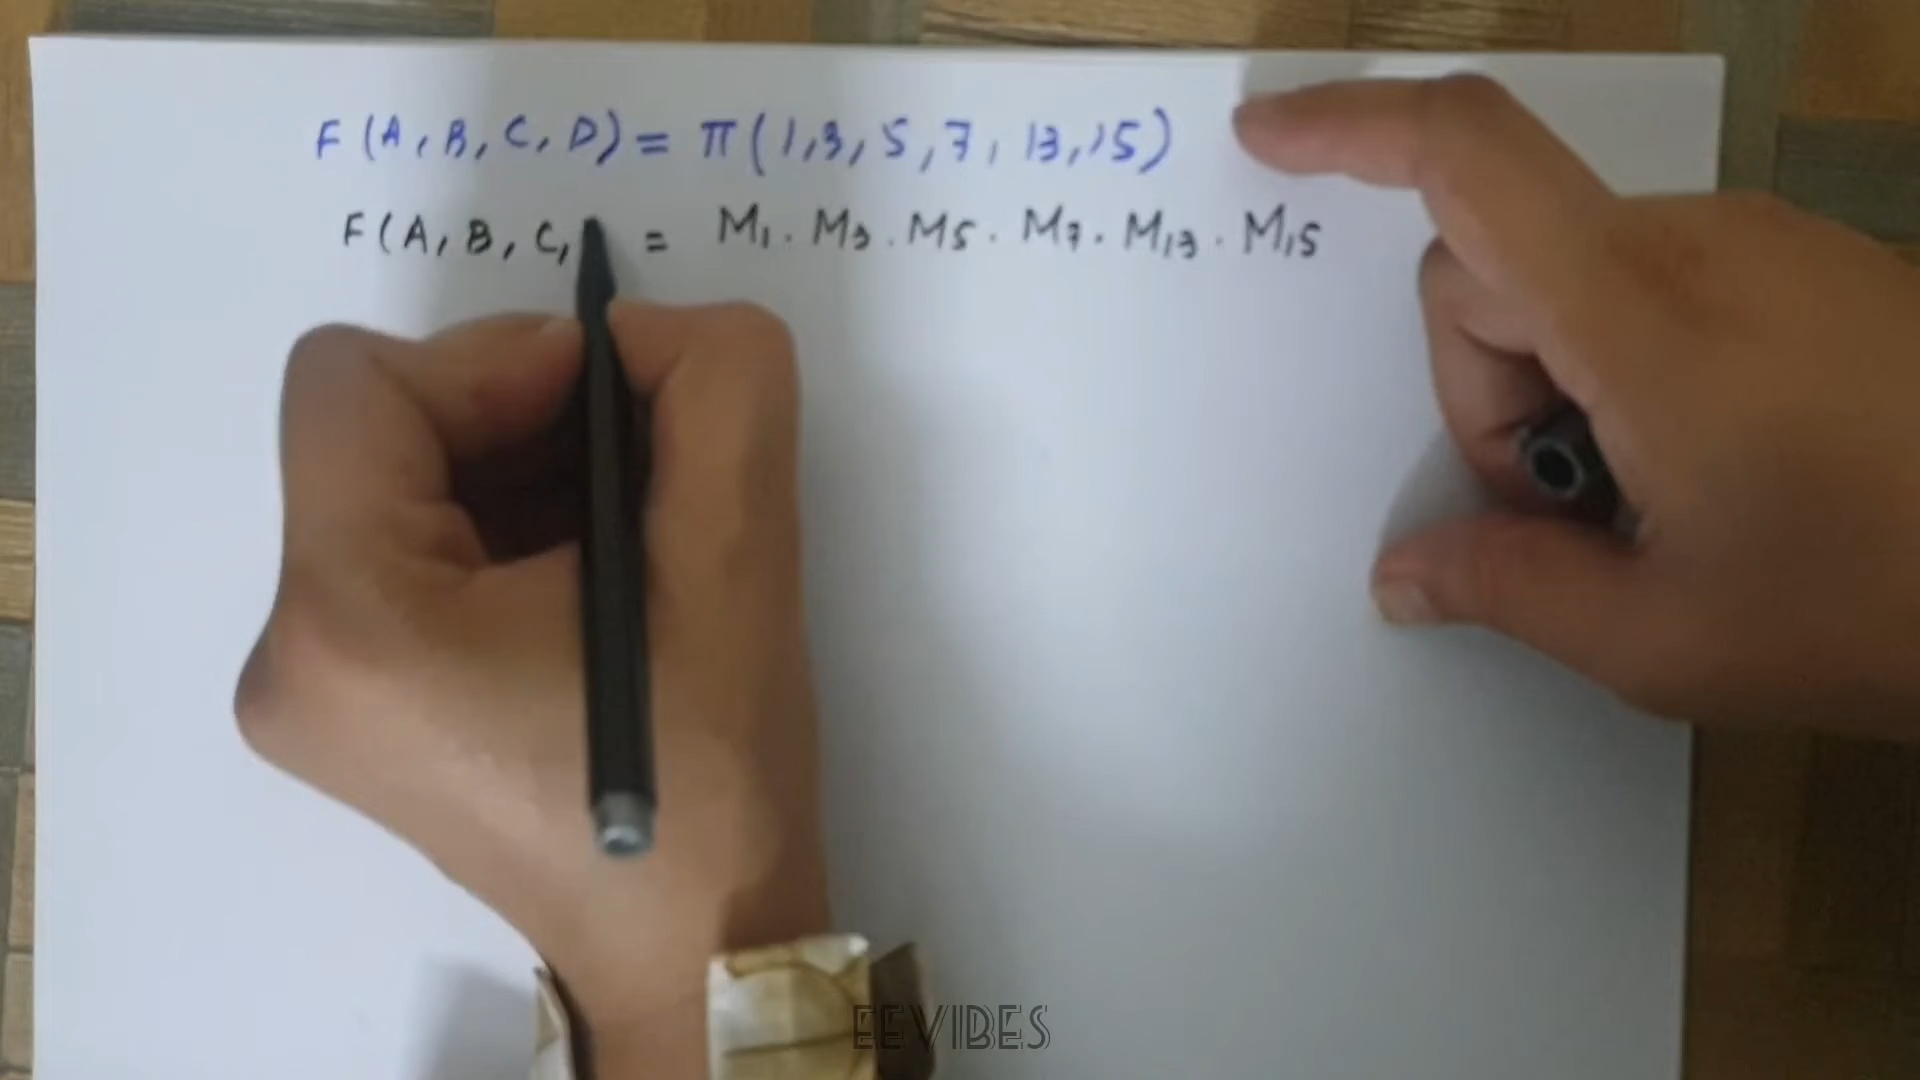 F (A, B, C, D) = π (1,3, 5,7, 13,15)
F(A, B, C, = M1 . M3 . M5 . M7 . M13 . M15
EEVIBES